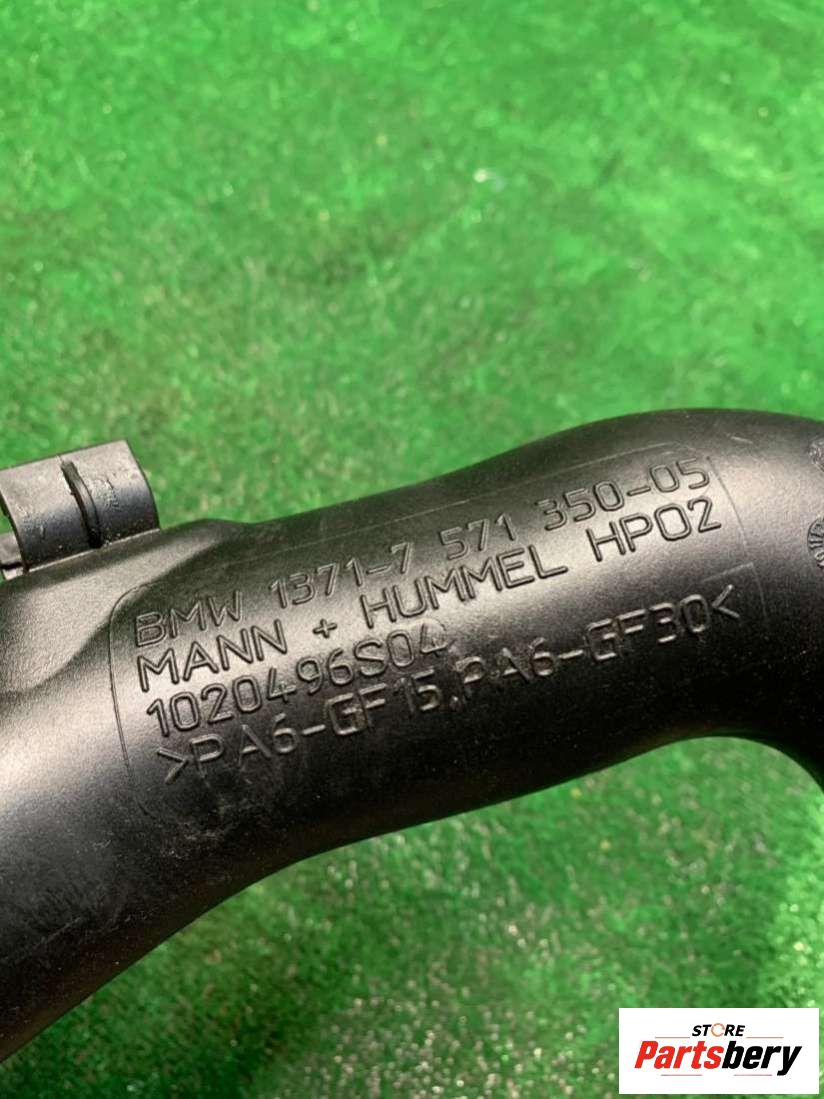 BMW 1371-7 571 350-05
MANN + HUMMEL HP02
1020496S04
>PA6-GF15,PA6-GF30<
STORE
Partsbery